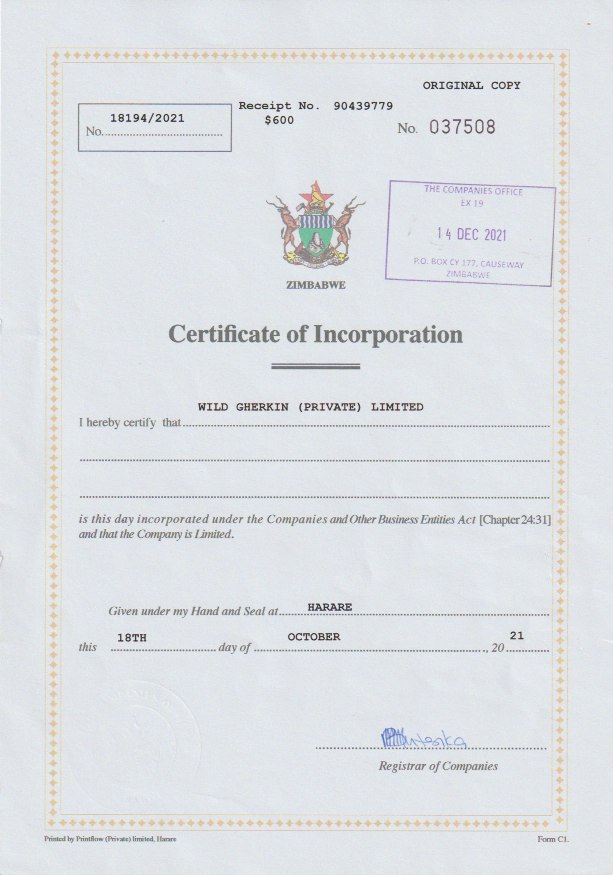 ORIGINAL COPY
18194/2021
No.
Receipt No. 90439779
$600
No. 037508
THE COMPANIES OFFICE
EX 19
14 DEC 2021
P.O. BOX CY 177, CAUSEWAY
ZIMBABWE
ZIMBABWE
Certificate of Incorporation
WILD GHERKIN (PRIVATE) LIMITED
I hereby certify that
is this day incorporated under the Companies and Other Business Entities Act [Chapter 24:31]
and that the Company is Limited.
Given under my Hand and Seal at HARARE
this 18TH day of OCTOBER, 20 21
Registrar of Companies
Printed by Printflow (Private) limited, Harare
Form C1.